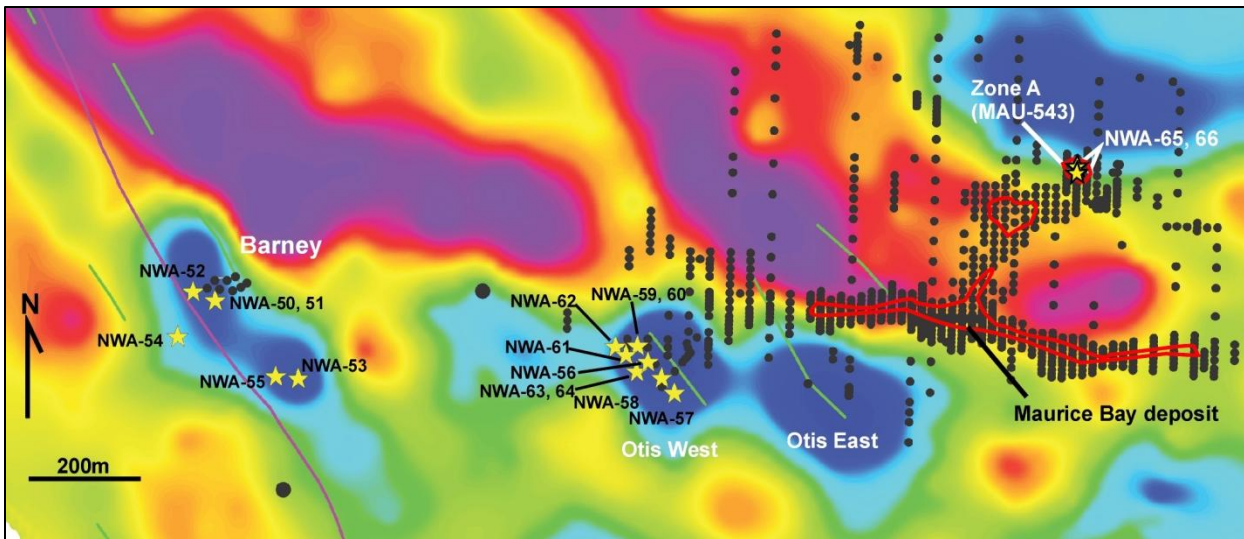 Zone A
(MAU-543)
NWA-65, 66
Barney
NWA-52
NWA-50, 51
NWA-54
NWA-55
NWA-53
N
NWA-62
NWA-59, 60
NWA-61
NWA-56
NWA-63, 64
NWA-58
NWA-57
Otis West
Otis East
Maurice Bay deposit
200m